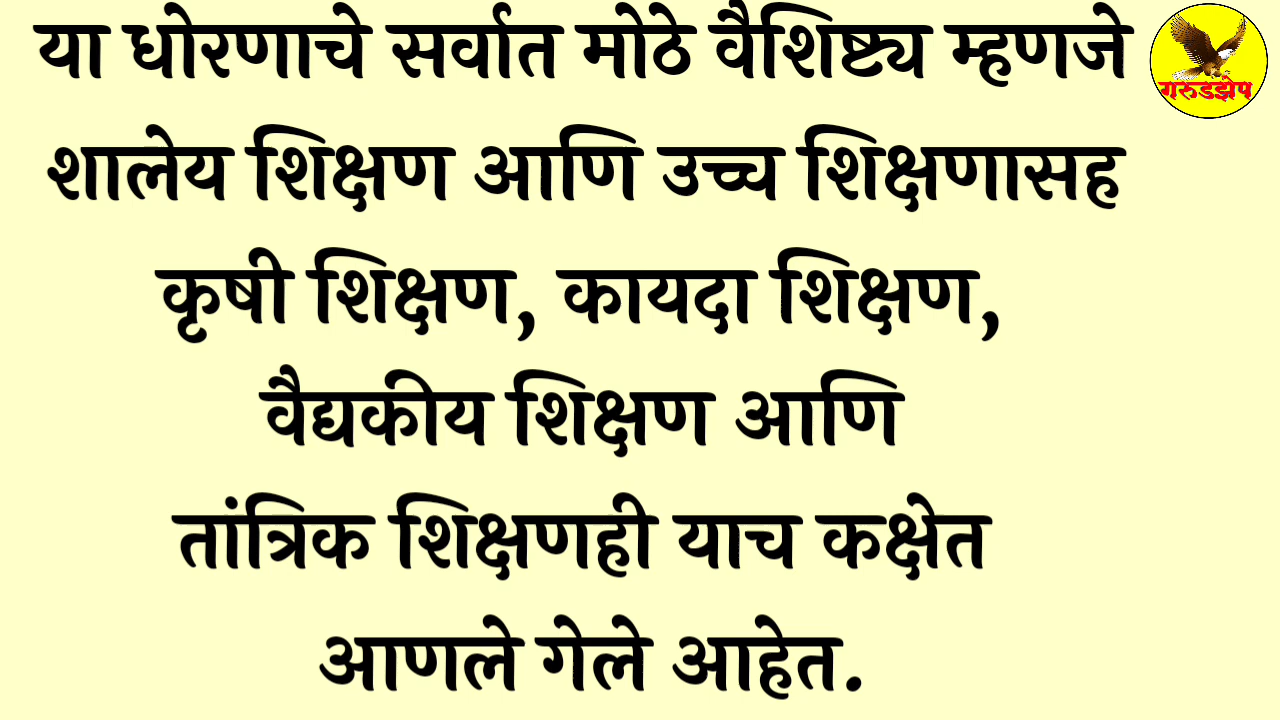 या धोरणाचे सर्वात मोठे वैशिष्ट्य म्हणजे
गरुडझेप
शालेय शिक्षण आणि उच्च शिक्षणासह
कृषी शिक्षण, कायदा शिक्षण,
वैद्यकीय शिक्षण आणि
तांत्रिक शिक्षणही याच कक्षेत
आणले गेले आहेत.